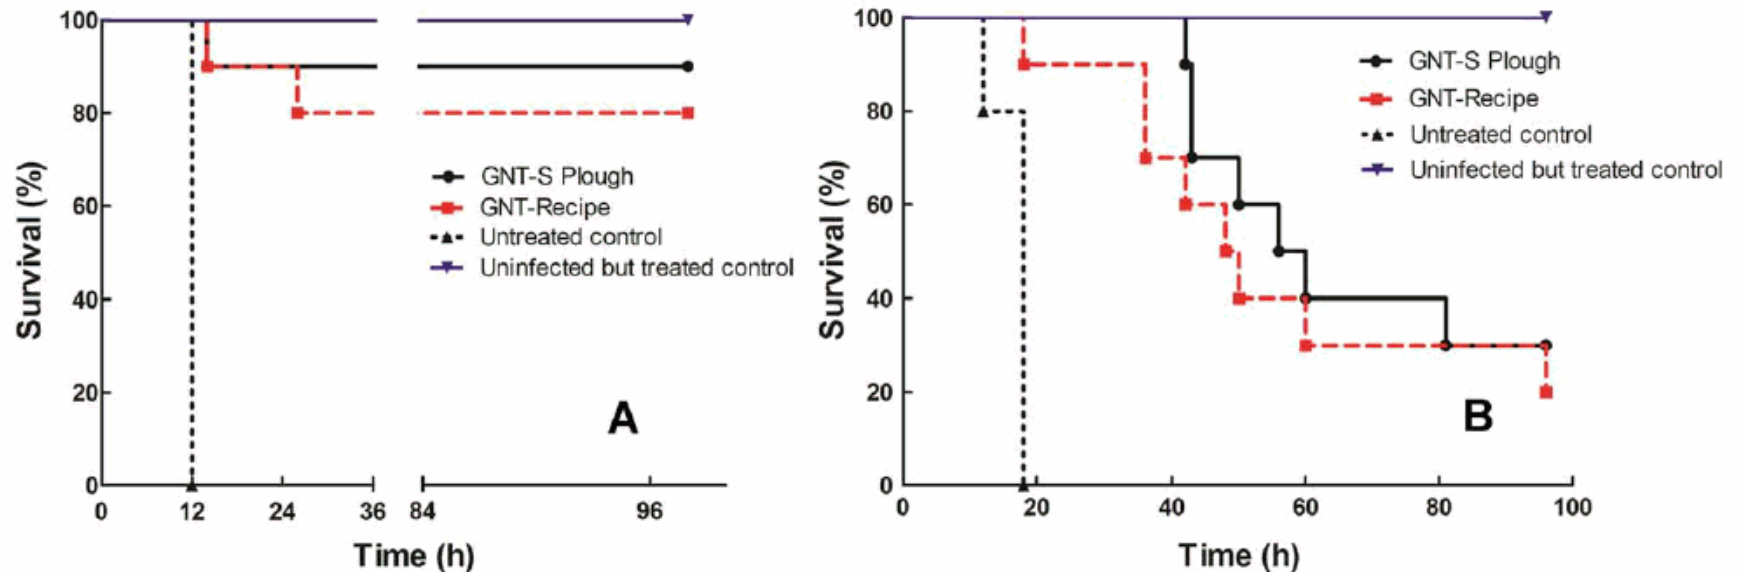 100
80
60
40
20
0
Survival (%)
0 12 24 36 84 96
Time (h)
GNT-S Plough
GNT-Recipe
Untreated control
Uninfected but treated control
A
100
80
60
40
20
0
Survival (%)
0 20 40 60 80 100
Time (h)
GNT-S Plough
GNT-Recipe
Untreated control
Uninfected but treated control
B